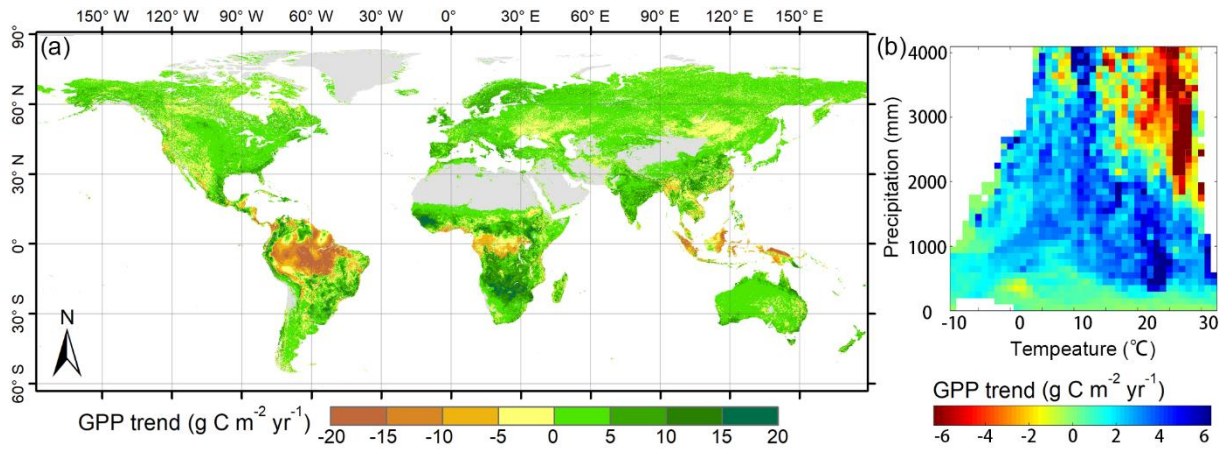 150° W 120° W 90° W 60° W 30° W 0° 30° E 60° E 90° E 120° E 150° E
(a)
90°
60° N
30° N
0°
30° S
60° S
N
GPP trend (g C m⁻² yr⁻¹)
-20 -15 -10 -5 0 5 10 15 20
(b)
Precipitation (mm)
4000
3000
2000
1000
0
-10 0 10 20 30
Tempeature (℃)
GPP trend (g C m⁻² yr⁻¹)
-6 -4 -2 0 2 4 6